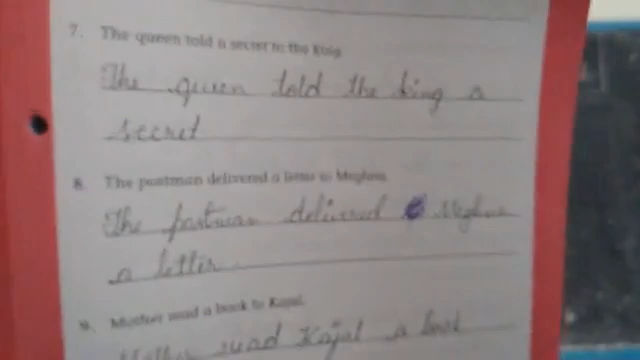 7. The queen told a secret to the king.
The queen told the king a
secret
8. The postman delivered a letter to Meghna.
The postman delivered Meghna
a letter
9. Mother read a book to Kajal.
Mother read Kajal a book